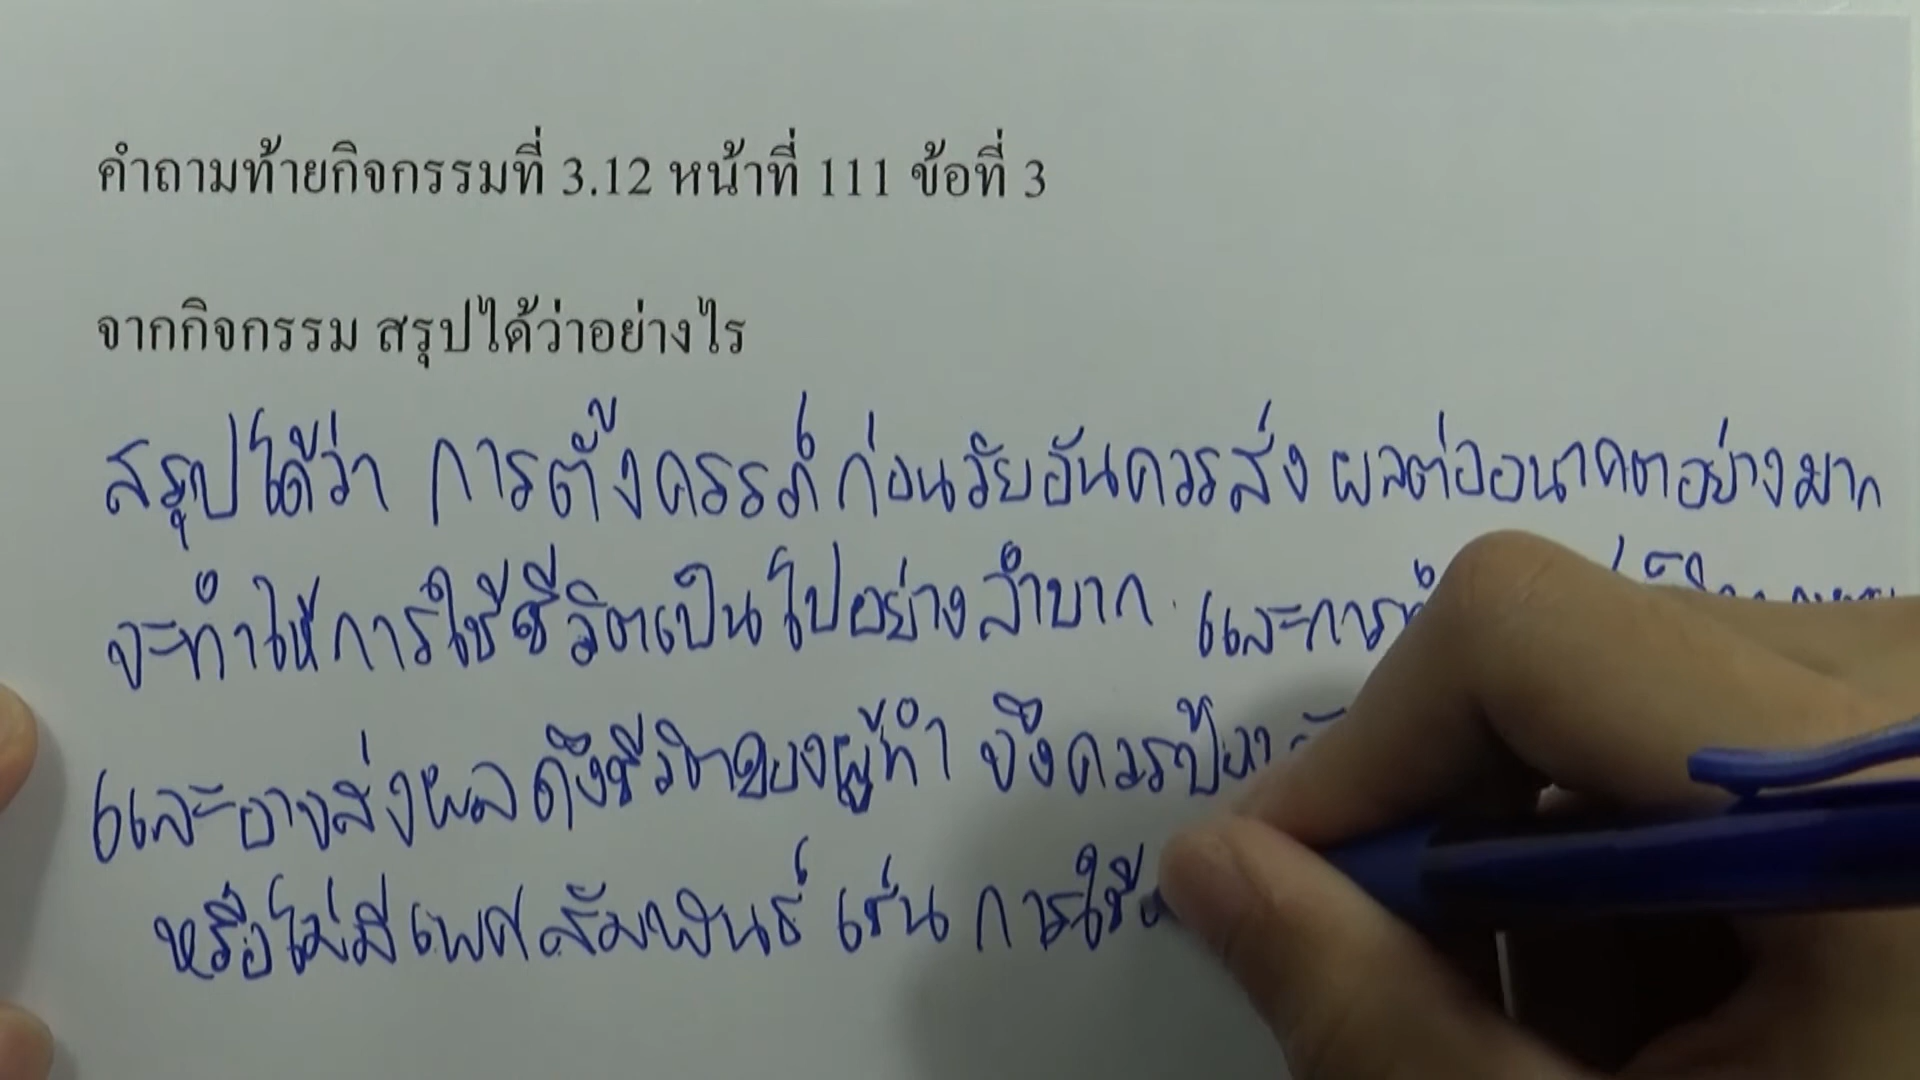 คำถามท้ายกิจกรรมที่ 3.12 หน้าที่ 111 ข้อที่ 3
จากกิจกรรม สรุปได้ว่าอย่างไร
สรุปได้ว่า การตั้งครรภ์ก่อนวัยอันควรส่งผลต่ออนาคตอย่างมาก
จะทำให้การใช้ชีวิตเป็นไปอย่างลำบาก และการ
และอาจส่งผลถึงชีวิตของผู้ทำ จึงควรป้อง
หรือไม่มีเพศสัมพันธ์ เช่น การใช้